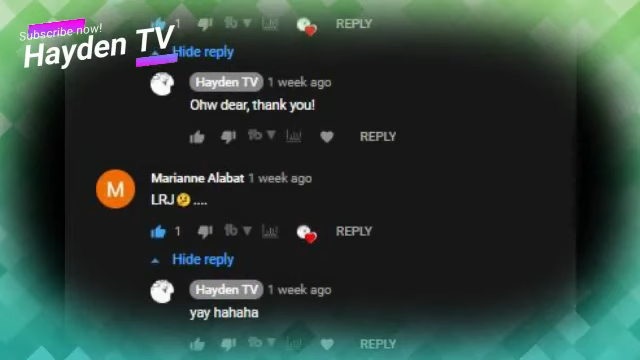 Subscribe now!
Hayden TV
1 REPLY
Hide reply
Hayden TV 1 week ago
Ohw dear, thank you!
REPLY
M
Marianne Alabat 1 week ago
LRJ🤔....
1 REPLY
Hide reply
Hayden TV 1 week ago
yay hahaha
REPLY